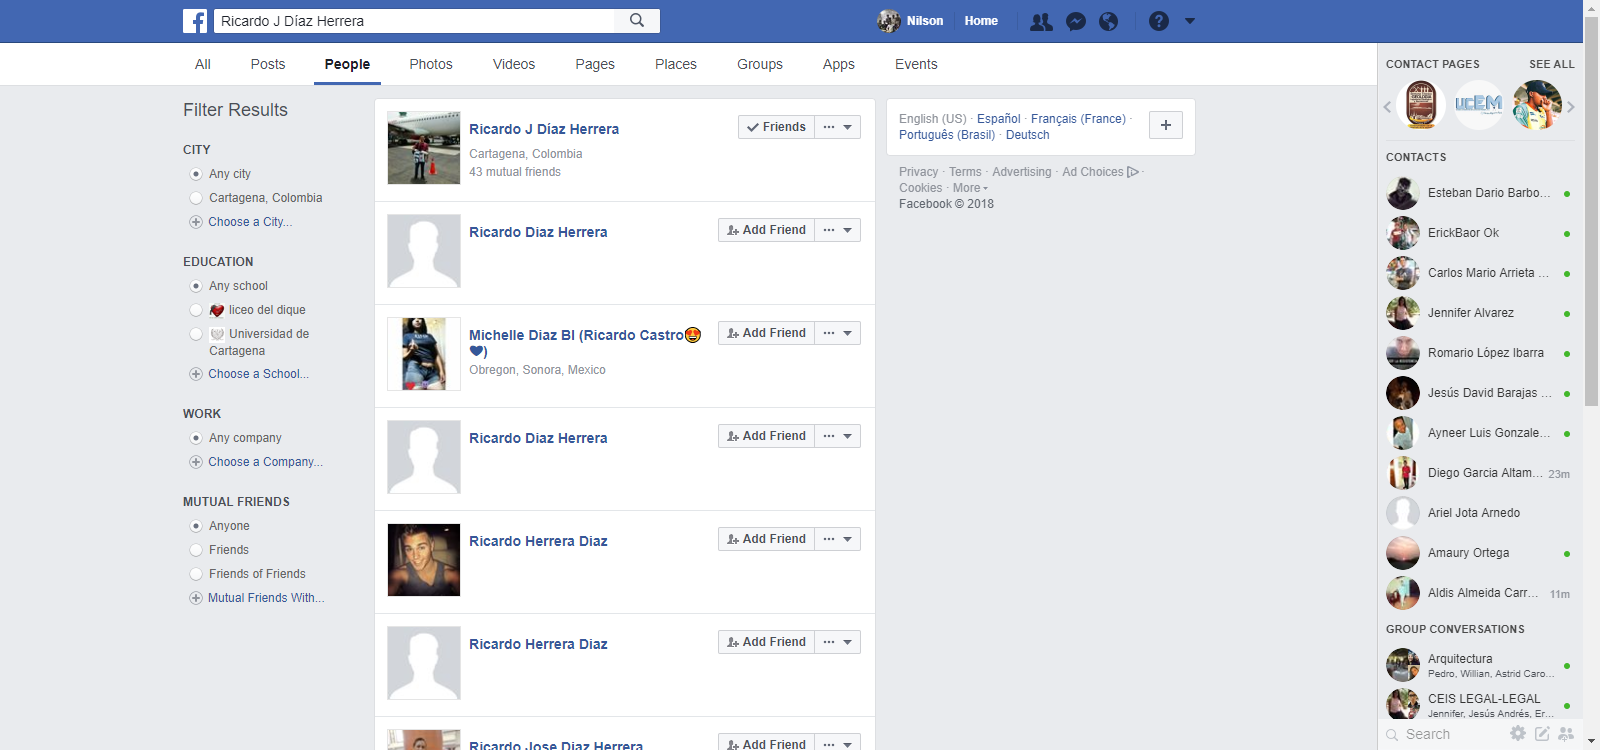 Ricardo J Díaz Herrera
Nilson
Home
All
Posts
People
Photos
Videos
Pages
Places
Groups
Apps
Events
Filter Results
CITY
Any city
Cartagena, Colombia
Choose a City...
EDUCATION
Any school
liceo del dique
Universidad de
Cartagena
Choose a School...
WORK
Any company
Choose a Company...
MUTUAL FRIENDS
Anyone
Friends
Friends of Friends
Mutual Friends With...
Ricardo J Díaz Herrera
Friends
Cartagena, Colombia
43 mutual friends
Ricardo Diaz Herrera
Add Friend
Michelle Diaz Bl (Ricardo Castro😍
💙)
Add Friend
Obregon, Sonora, Mexico
Ricardo Diaz Herrera
Add Friend
Ricardo Herrera Diaz
Add Friend
Ricardo Herrera Diaz
Add Friend
Ricardo Jose Diaz Herrera
Add Friend
English (US) · Español · Français (France) ·
Português (Brasil) · Deutsch
Privacy · Terms · Advertising · Ad Choices ·
Cookies · More
Facebook © 2018
CONTACT PAGES
SEE ALL
UCEM
CONTACTS
Esteban Dario Barbo...
ErickBaor Ok
Carlos Mario Arrieta ...
Jennifer Alvarez
Romario López Ibarra
Jesús David Barajas ...
Ayneer Luis Gonzale...
Diego Garcia Altam...
23m
Ariel Jota Arnedo
Amaury Ortega
Aldis Almeida Carr...
11m
GROUP CONVERSATIONS
Arquitectura
Pedro, Willian, Astrid Caro...
CEIS LEGAL-LEGAL
Jennifer, Jesús Andrés, Er...
Search